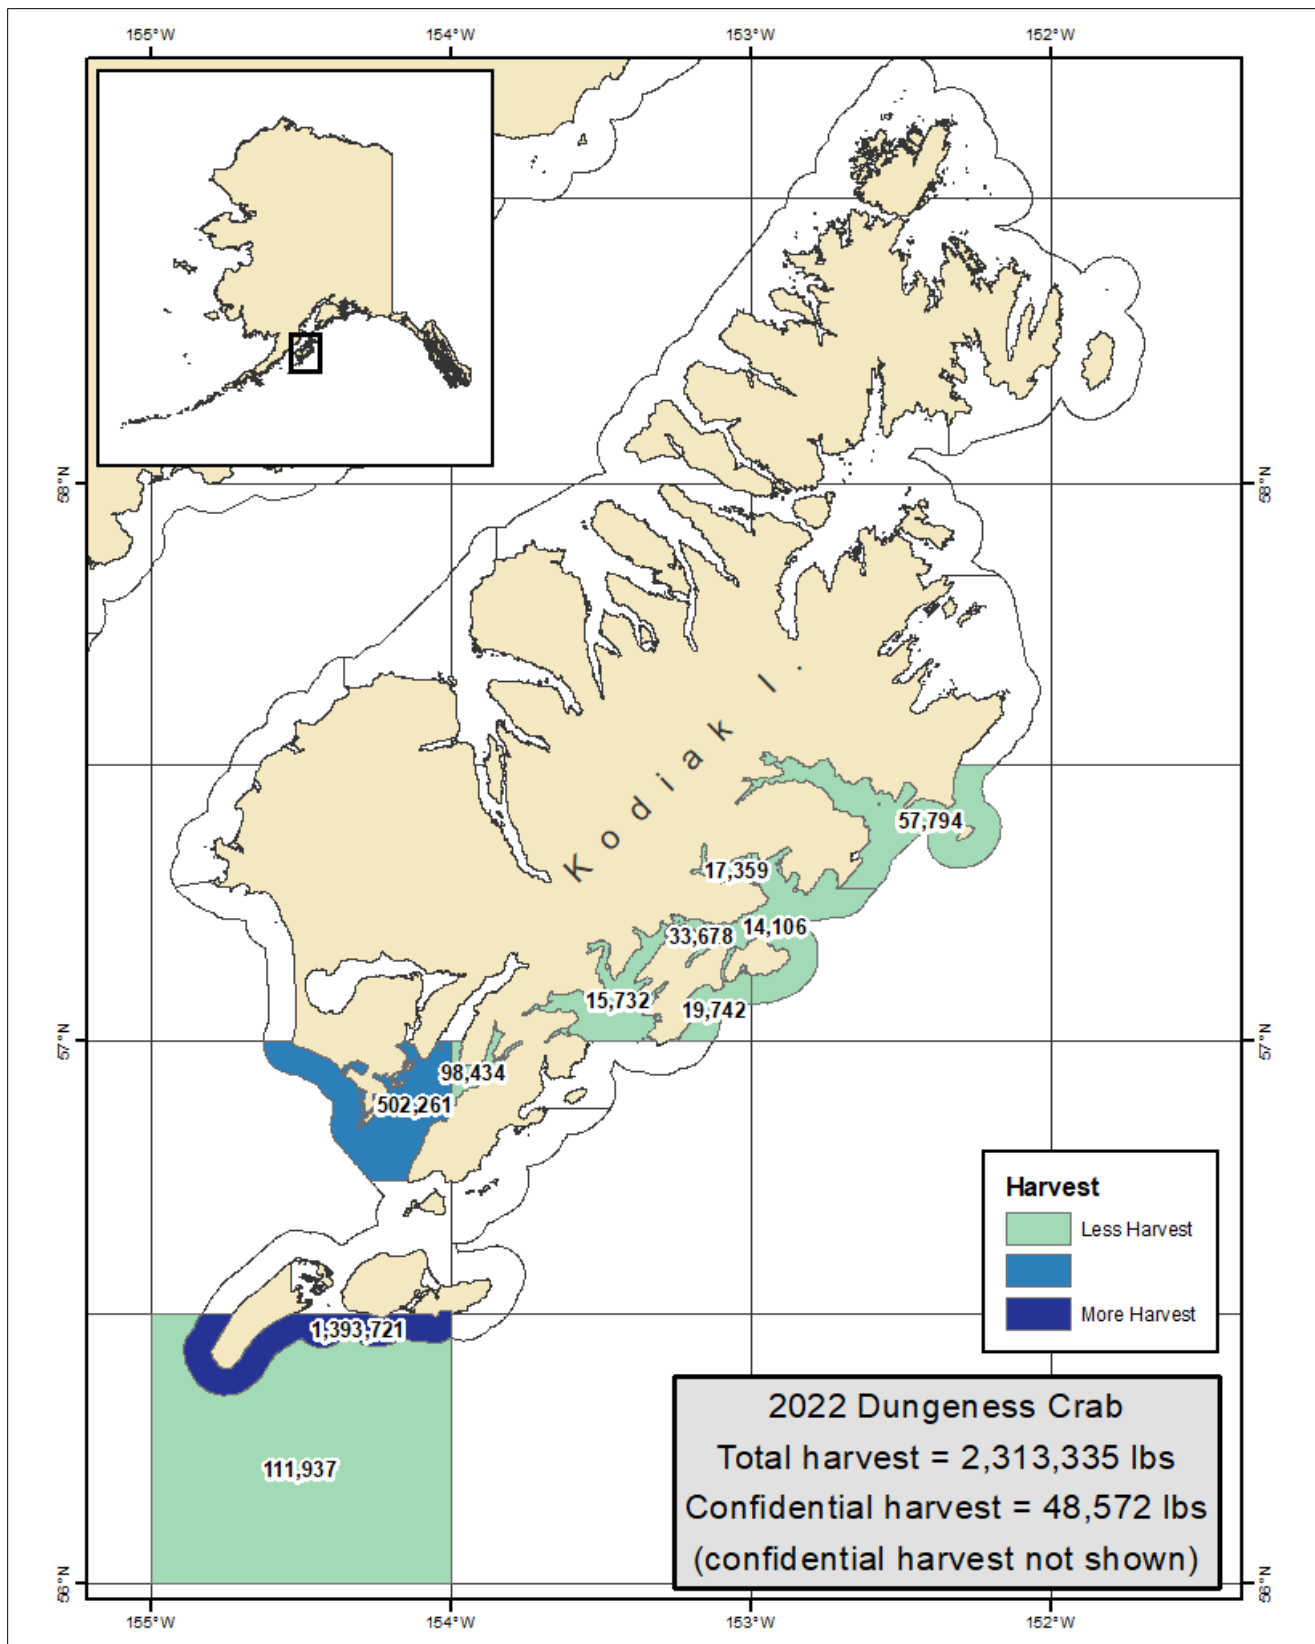 155°W 154°W 153°W 152°W
58°N 58°N
Kodiak I.
57,794
17,359
14,106
33,678
15,732
19,742
57°N 57°N
98,434
502,261
Harvest
Less Harvest
More Harvest
1,393,721
2022 Dungeness Crab
Total harvest = 2,313,335 lbs
Confidential harvest = 48,572 lbs
(confidential harvest not shown)
111,937
56°N 56°N
155°W 154°W 153°W 152°W